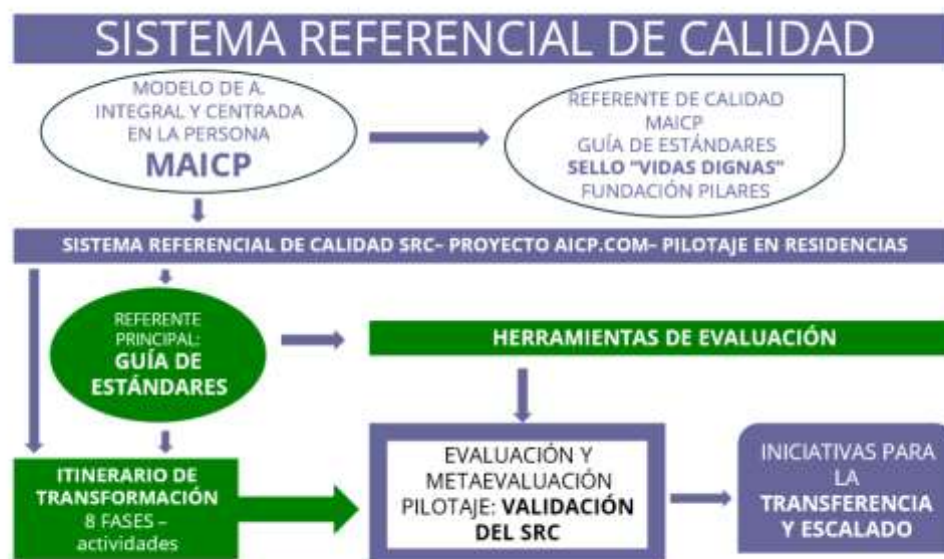 SISTEMA REFERENCIAL DE CALIDAD
MODELO DE A.
INTEGRAL Y CENTRADA
EN LA PERSONA
MAICP
REFERENTE DE CALIDAD
MAICP
GUÍA DE ESTÁNDARES
SELLO "VIDAS DIGNAS"
FUNDACIÓN PILARES
SISTEMA REFERENCIAL DE CALIDAD SRC– PROYECTO AICP.COM– PILOTAJE EN RESIDENCIAS
REFERENTE
PRINCIPAL:
GUÍA DE
ESTÁNDARES
HERRAMIENTAS DE EVALUACIÓN
ITINERARIO DE
TRANSFORMACIÓN
8 FASES –
actividades
EVALUACIÓN Y
METAEVALUACIÓN
PILOTAJE: VALIDACIÓN
DEL SRC
INICIATIVAS PARA
LA
TRANSFERENCIA
Y ESCALADO